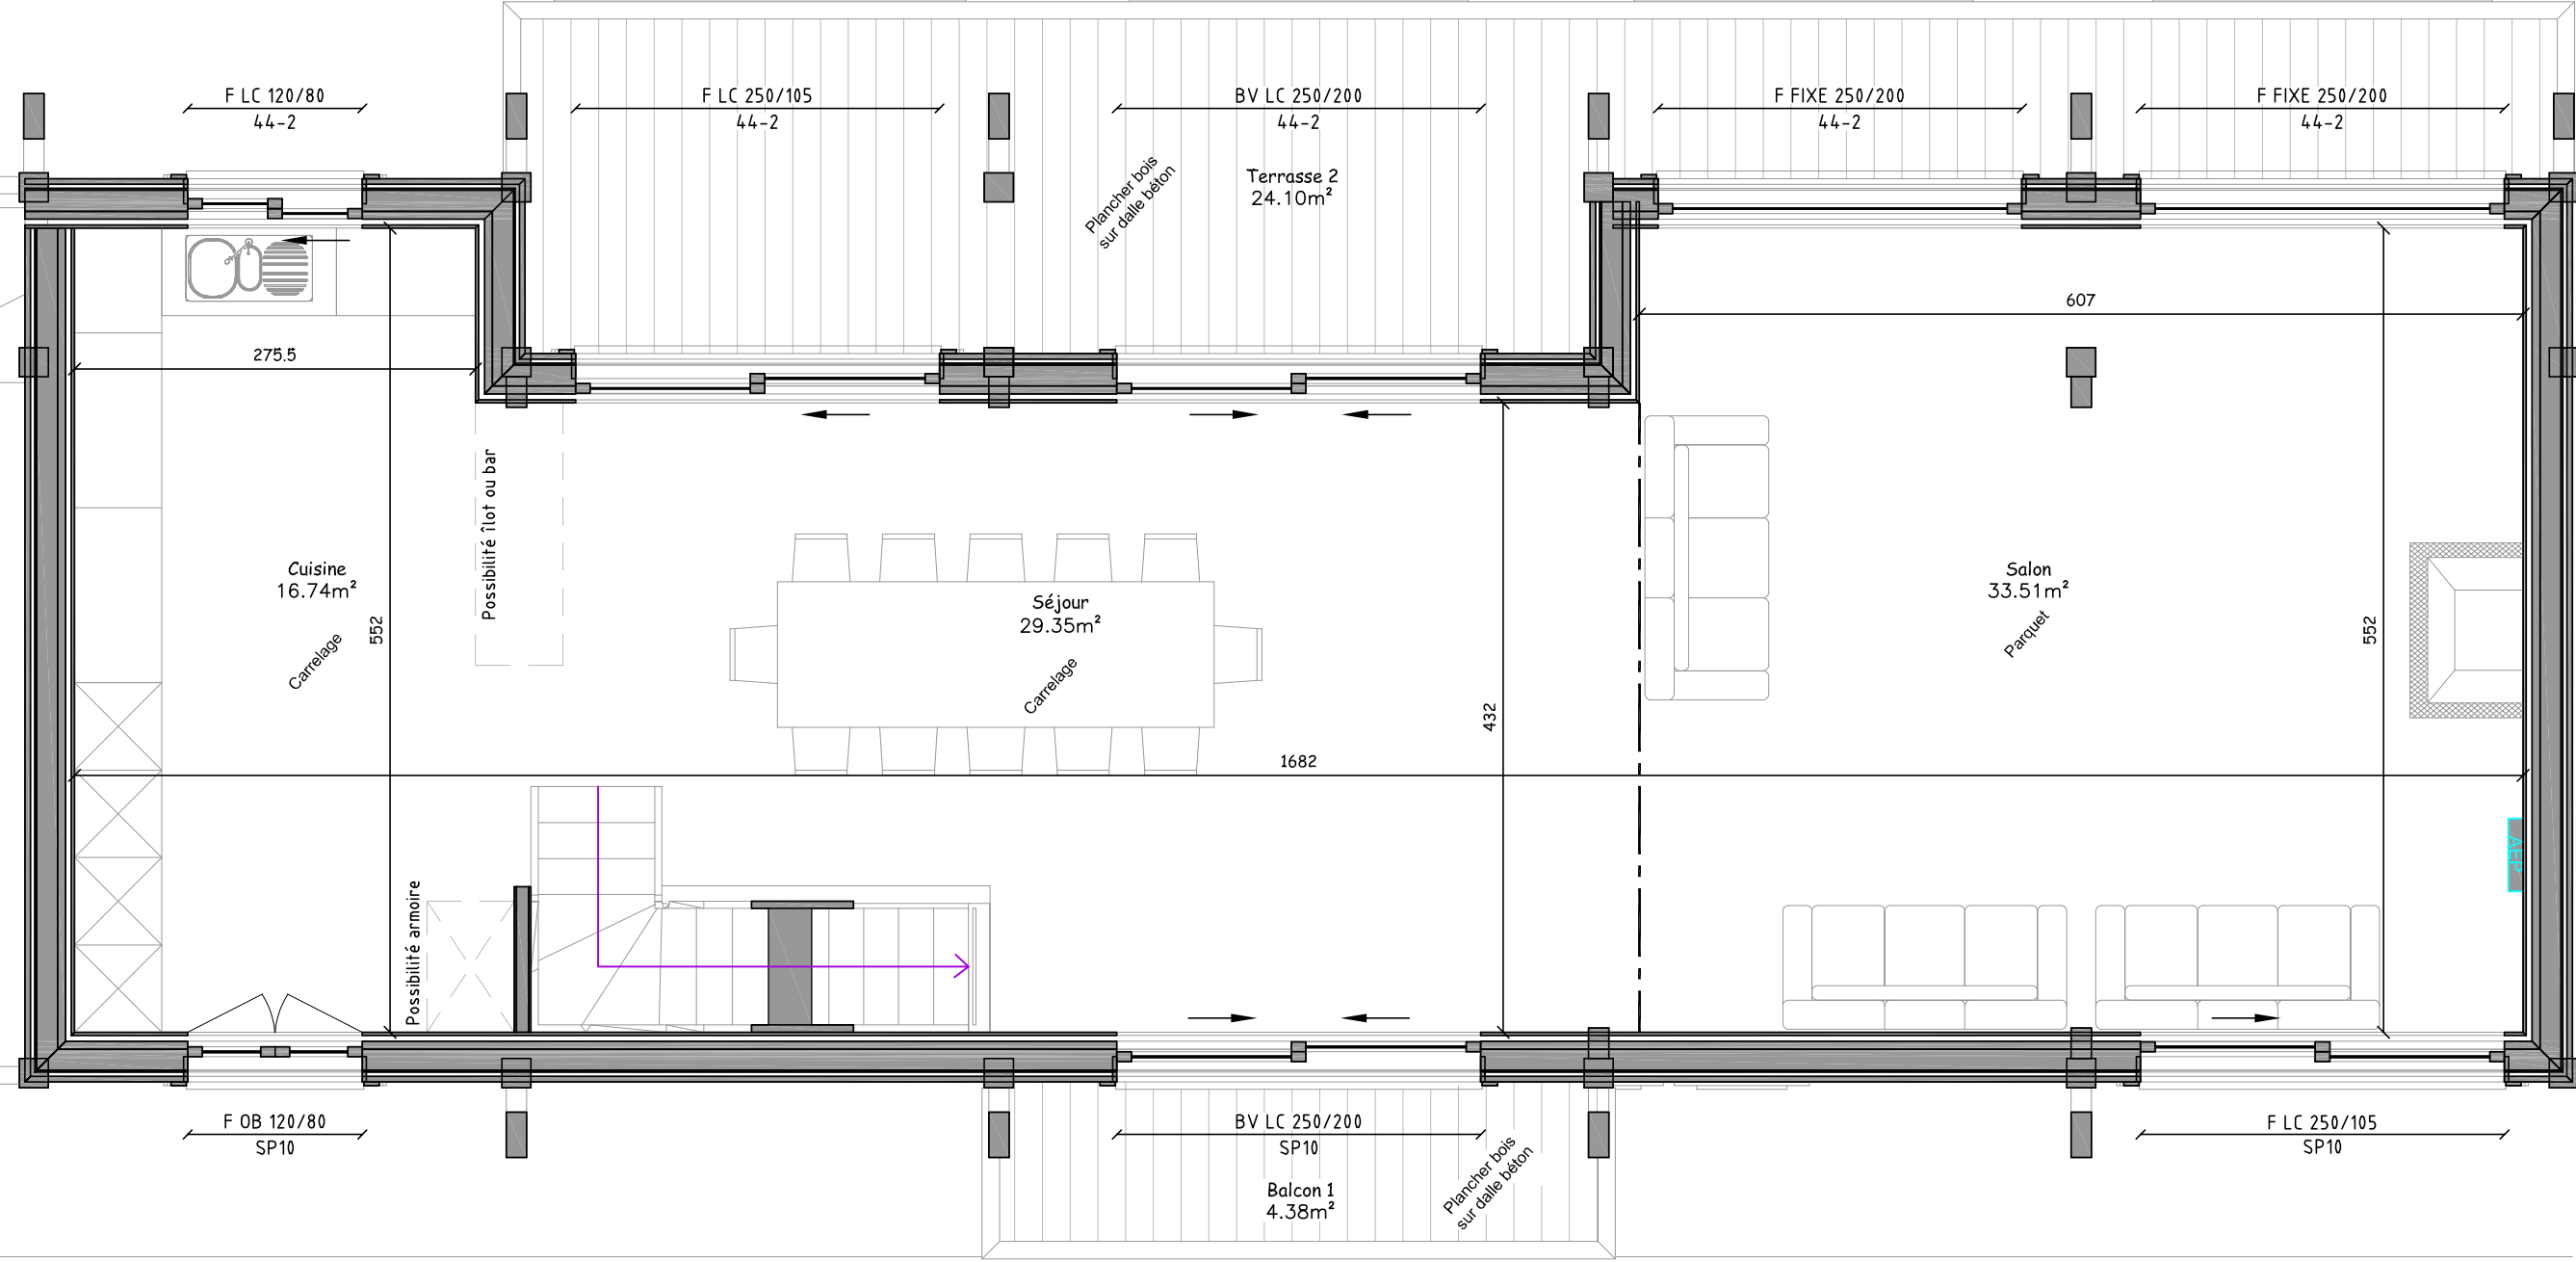 F LC 120/80
44-2
F LC 250/105
44-2
BV LC 250/200
44-2
F FIXE 250/200
44-2
F FIXE 250/200
44-2
Plancher bois
sur dalle béton
Terrasse 2
24.10m²
607
275.5
Possibilité îlot ou bar
Cuisine
16.74m²
Carrelage
552
Séjour
29.35m²
Carrelage
432
Salon
33.51m²
Parquet
552
1682
Possibilité armoire
F OB 120/80
SP10
BV LC 250/200
SP10
Plancher bois
sur dalle béton
Balcon 1
4.38m²
F LC 250/105
SP10